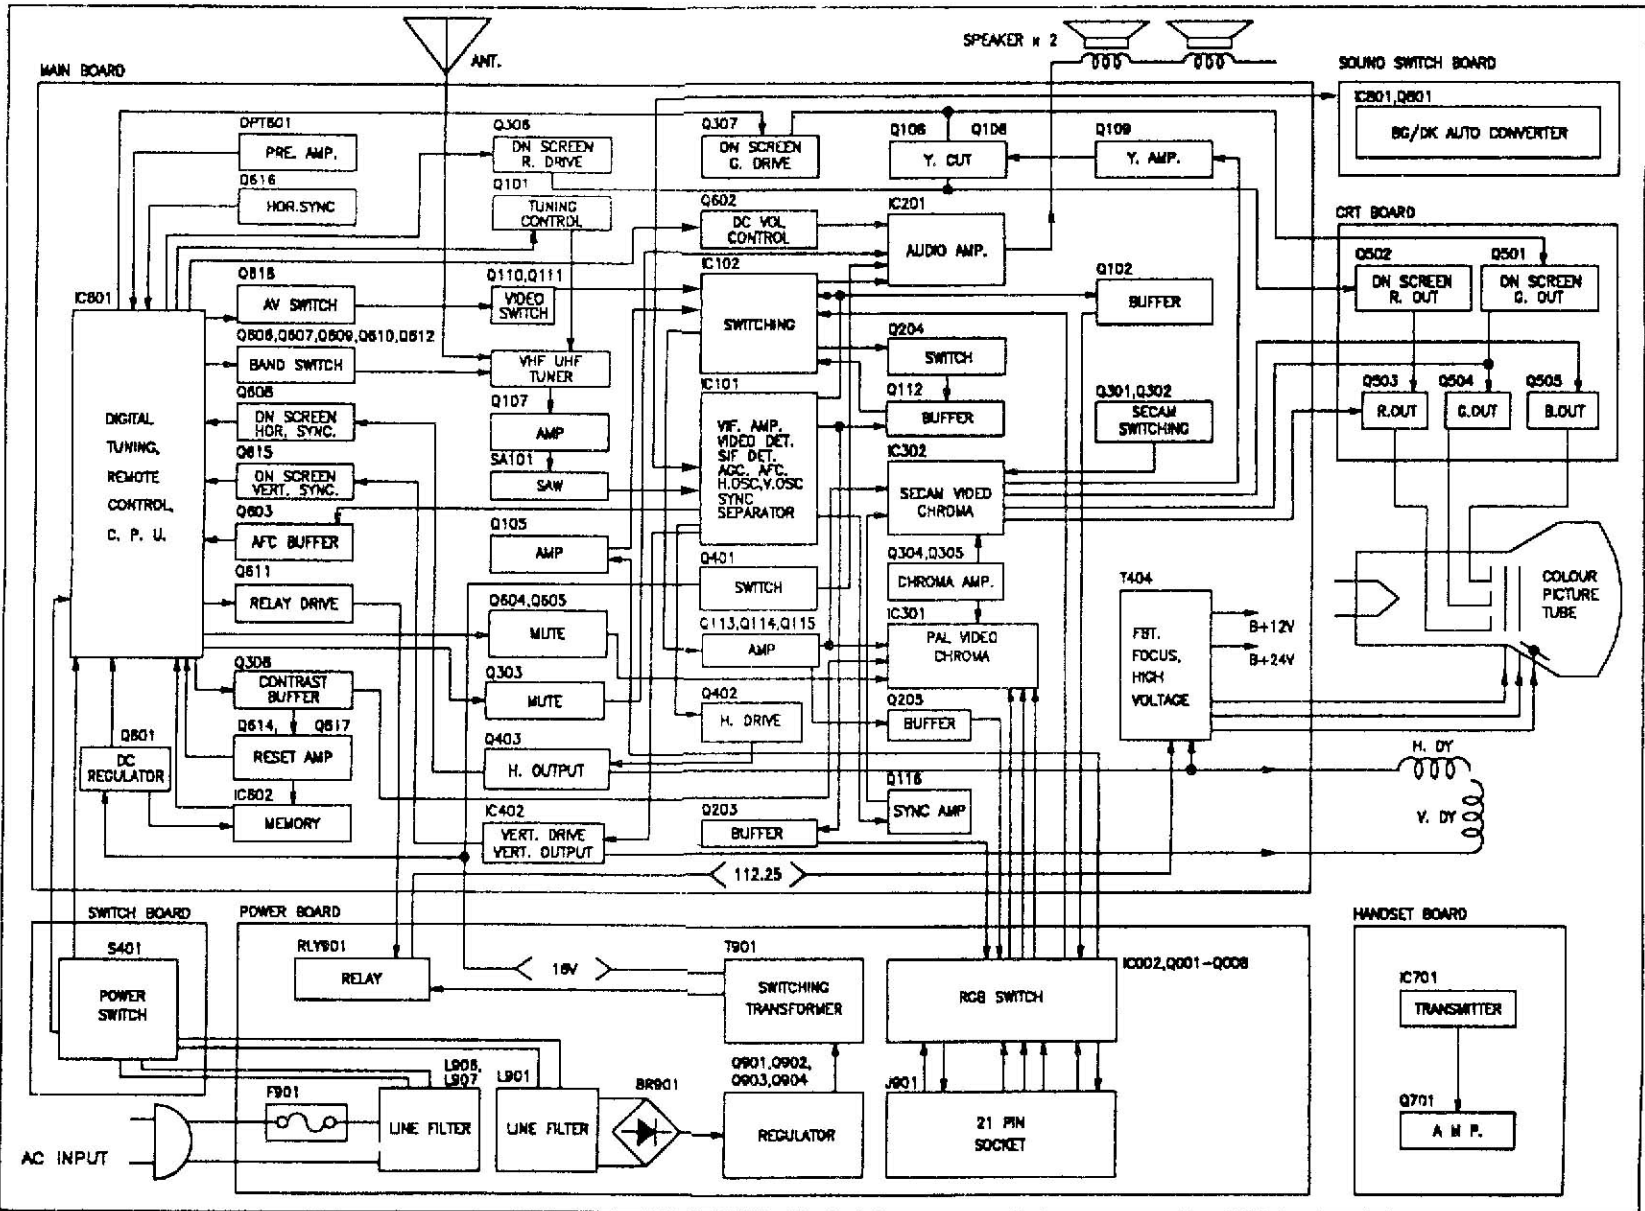 SPEAKER x 2
ANT.
MAIN BOARD
SOUND SWITCH BOARD
IC801,Q801
BG/DK AUTO CONVERTER
OPT601
PRE. AMP.
Q306
ON SCREEN
R. DRIVE
Q307
ON SCREEN
G. DRIVE
Q106
Q108
Y. CUT
Q109
Y. AMP.
Q616
HOR.SYNC
Q101
TUNING
CONTROL
Q602
DC VOL
CONTROL
IC201
AUDIO AMP.
CRT BOARD
Q502
ON SCREEN
R. OUT
Q501
ON SCREEN
G. OUT
IC601
DIGITAL
TUNING,
REMOTE
CONTROL,
C. P. U.
Q618
AV SWITCH
Q110,Q111
VIDEO
SWITCH
IC102
SWITCHING
Q102
BUFFER
Q606,Q607,Q609,Q610,Q612
BAND SWITCH
VHF UHF
TUNER
Q204
SWITCH
Q608
ON SCREEN
HOR, SYNC.
Q107
AMP
IC101
VIF. AMP.
VIDEO DET.
SIF DET.
AGC. AFC.
H.OSC,V.OSC
SYNC
SEPARATOR
Q112
BUFFER
Q301,Q302
SECAM
SWITCHING
Q503
R.OUT
Q504
G.OUT
Q505
B.OUT
Q615
ON SCREEN
VERT. SYNC.
SA101
SAW
IC302
SECAM VIDEO
CHROMA
Q603
AFC BUFFER
Q105
AMP
Q401
SWITCH
Q304,Q305
CHROMA AMP.
Q611
RELAY DRIVE
Q604,Q605
MUTE
Q113,Q114,Q115
AMP
IC301
PAL VIDEO
CHROMA
T404
FBT.
FOCUS,
HIGH
VOLTAGE
B+12V
B+24V
COLOUR
PICTURE
TUBE
Q308
CONTRAST
BUFFER
Q303
MUTE
Q402
H. DRIVE
Q205
BUFFER
Q601
DC
REGULATOR
Q614, Q617
RESET AMP
Q403
H. OUTPUT
Q116
SYNC AMP
H. DY
V. DY
IC602
MEMORY
IC402
VERT. DRIVE
VERT. OUTPUT
Q203
BUFFER
112.25
SWITCH BOARD
S401
POWER
SWITCH
POWER BOARD
RLY901
RELAY
16V
T901
SWITCHING
TRANSFORMER
IC002,Q001-Q008
RGB SWITCH
HANDSET BOARD
IC701
TRANSMITTER
Q701
A M P.
F901
L906,
L907
LINE FILTER
L901
LINE FILTER
BR901
Q901,Q902,
Q903,Q904
REGULATOR
J901
21 PIN
SOCKET
AC INPUT